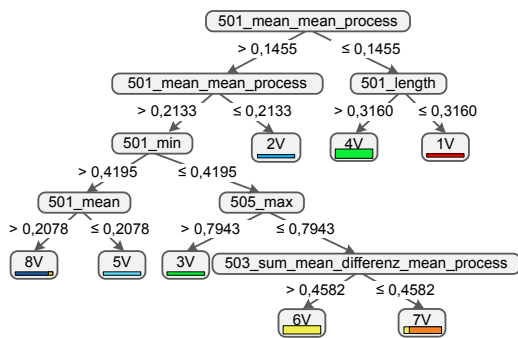 501_mean_mean_process
> 0,1455 ≤ 0,1455
501_mean_mean_process 501_length
> 0,2133 ≤ 0,2133 > 0,3160 ≤ 0,3160
501_min 2V 4V 1V
> 0,4195 ≤ 0,4195
501_mean 505_max
> 0,2078 ≤ 0,2078 > 0,7943 ≤ 0,7943
8V 5V 3V 503_sum_mean_differenz_mean_process
> 0,4582 ≤ 0,4582
6V 7V